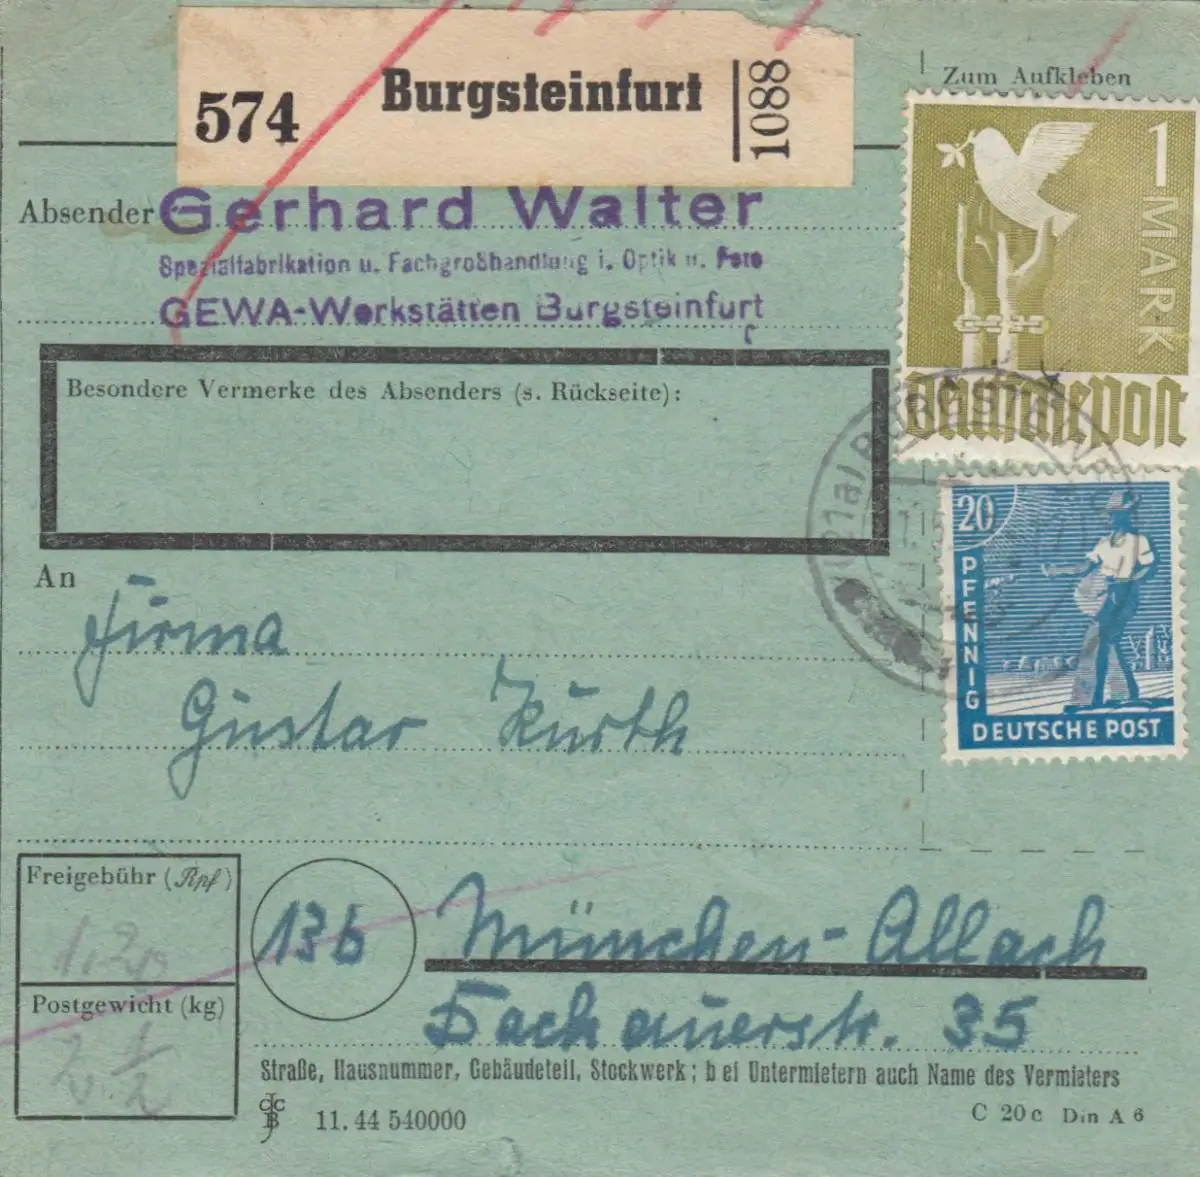 574
Burgsteinfurt
1088
Zum Aufkleben
1 MARK
Deutsche Post
Absender
Gerhard Walter
Spezialfabrikation u. Fachgroßhandlung i. Optik u. Foto
GEWA-Werkstätten Burgsteinfurt
Besondere Vermerke des Absenders (s. Rückseite):
(21a) BURGSTEINF
20
PFENNIG
DEUTSCHE POST
An
Firma
Gustav Kurth
Freigebühr (Rpf)
1.20
13b
München-Allach
Postgewicht (kg)
Dachauerstr. 35
Straße, Hausnummer, Gebäudeteil, Stockwerk; bei Untermietern auch Name des Vermieters
11. 44 540000
C 20c Din A 6